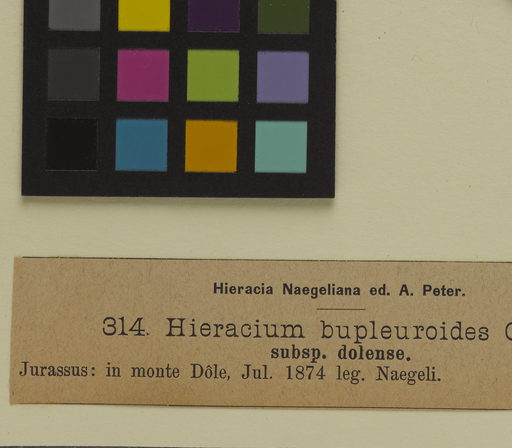 Hieracia Naegeliana ed. A. Peter.
314. Hieracium bupleuroides
subsp. dolense.
Jurassus: in monte Dôle, Jul. 1874 leg. Naegeli.